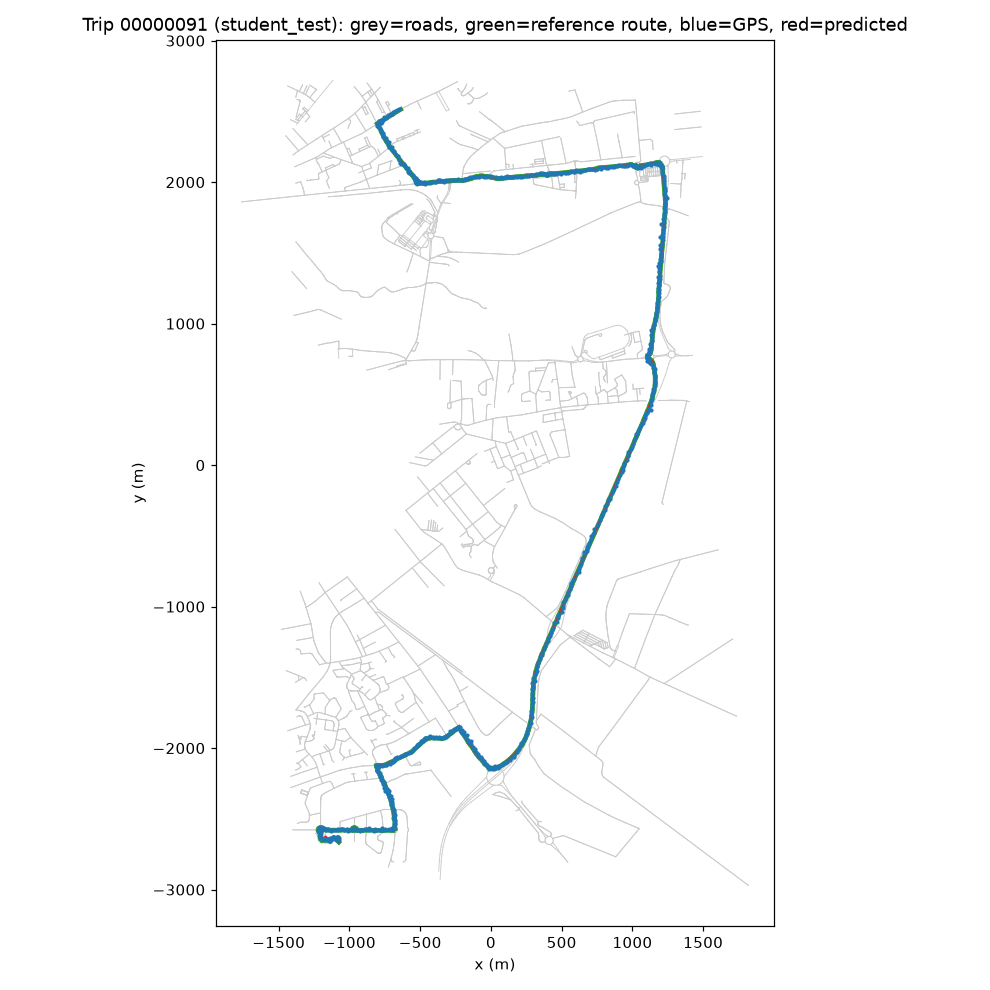 Trip 00000091 (student_test): grey=roads, green=reference route, blue=GPS, red=predicted
3000
2000
1000
0
−1000
−2000
−3000
y (m)
−1500 −1000 −500 0 500 1000 1500
x (m)